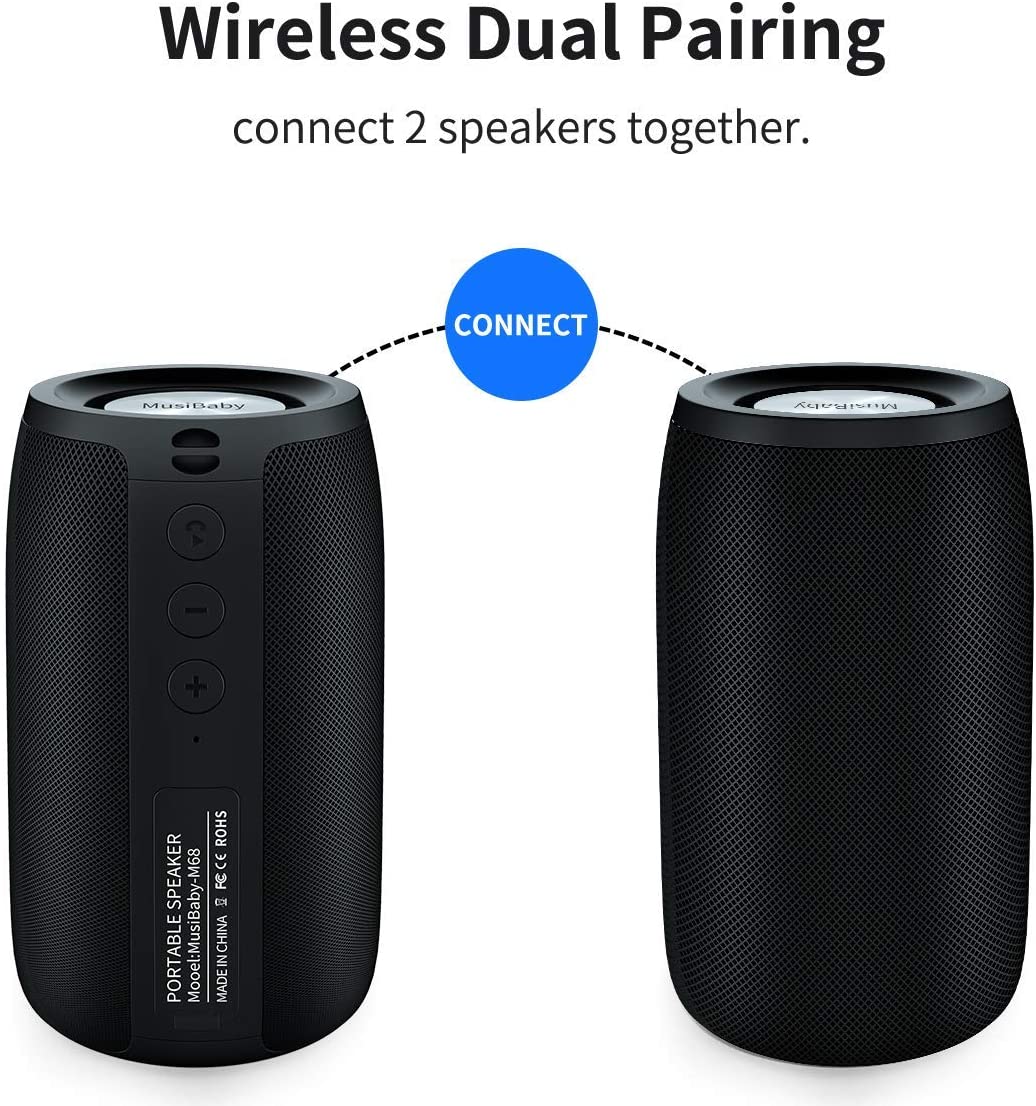 Wireless Dual Pairing
connect 2 speakers together.
CONNECT
MusiBaby
MusiBaby
PORTABLE SPEAKER
Mooel:MusiBaby-M68
MADE IN CHINA FC CE ROHS